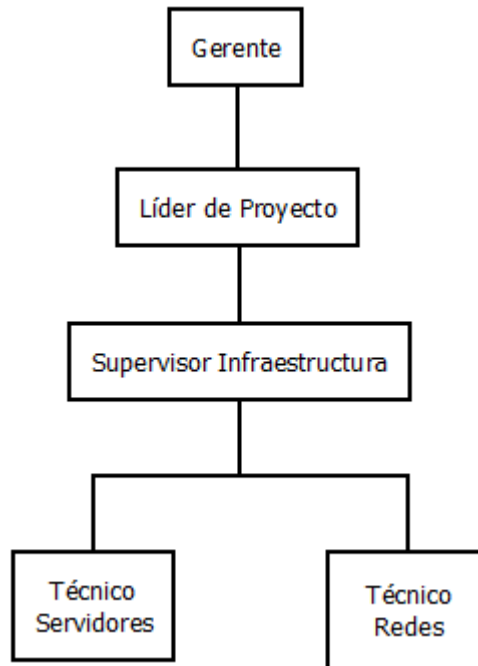 Gerente
Líder de Proyecto
Supervisor Infraestructura
Técnico
Servidores
Técnico
Redes